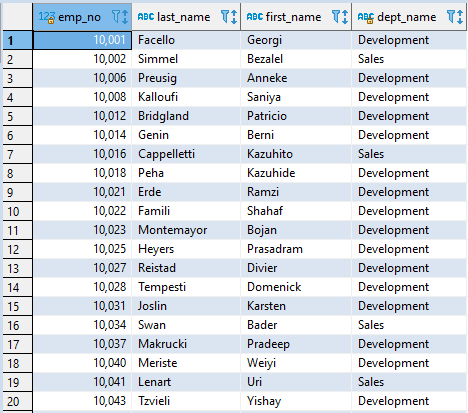 123 emp_no ABC last_name ABC first_name ABC dept_name
1 10,001 Facello Georgi Development
2 10,002 Simmel Bezalel Sales
3 10,006 Preusig Anneke Development
4 10,008 Kalloufi Saniya Development
5 10,012 Bridgland Patricio Development
6 10,014 Genin Berni Development
7 10,016 Cappelletti Kazuhito Sales
8 10,018 Peha Kazuhide Development
9 10,021 Erde Ramzi Development
10 10,022 Famili Shahaf Development
11 10,023 Montemayor Bojan Development
12 10,025 Heyers Prasadram Development
13 10,027 Reistad Divier Development
14 10,028 Tempesti Domenick Development
15 10,031 Joslin Karsten Development
16 10,034 Swan Bader Sales
17 10,037 Makrucki Pradeep Development
18 10,040 Meriste Weiyi Development
19 10,041 Lenart Uri Sales
20 10,043 Tzvieli Yishay Development